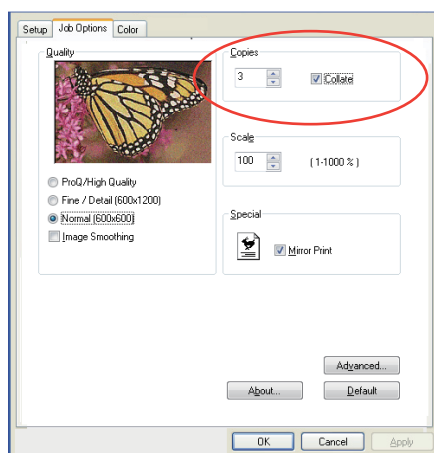 Setup
Job Options
Color
Quality
ProQ/High Quality
Fine / Detail (600x1200)
Normal (600x600)
Image Smoothing
Copies
3
Collate
Scale
100
(1-1000 %)
Special
Mirror Print
Advanced...
About...
Default
OK
Cancel
Apply